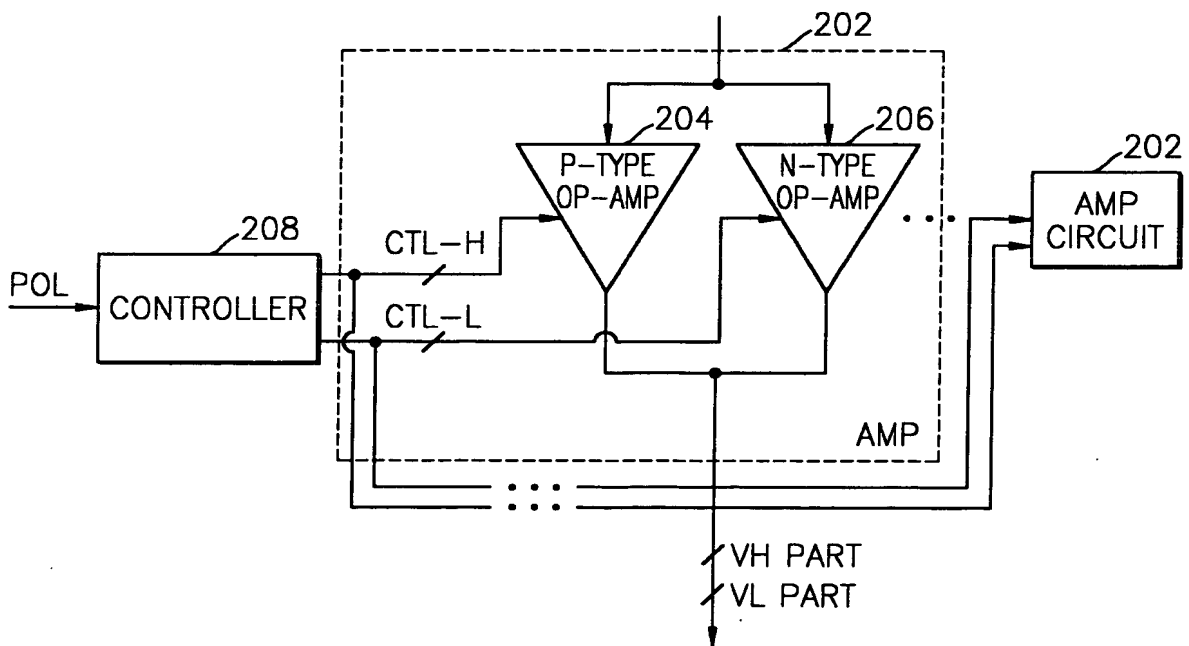 202
204
206
P-TYPE
OP-AMP
N-TYPE
OP-AMP
202
AMP
CIRCUIT
208
CTL-H
POL
CONTROLLER
CTL-L
AMP
VH PART
VL PART